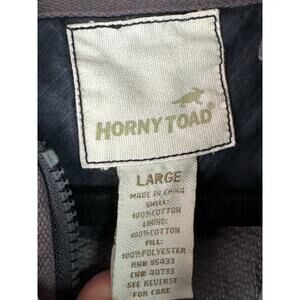 HORNY TOAD®
LARGE
MADE IN CHINA
SHELL:
100%COTTON
LINING:
100%COTTON
FILL:
100%POLYESTER
RN# 95433
CN# 40733
SEE REVERSE
FOR CARE